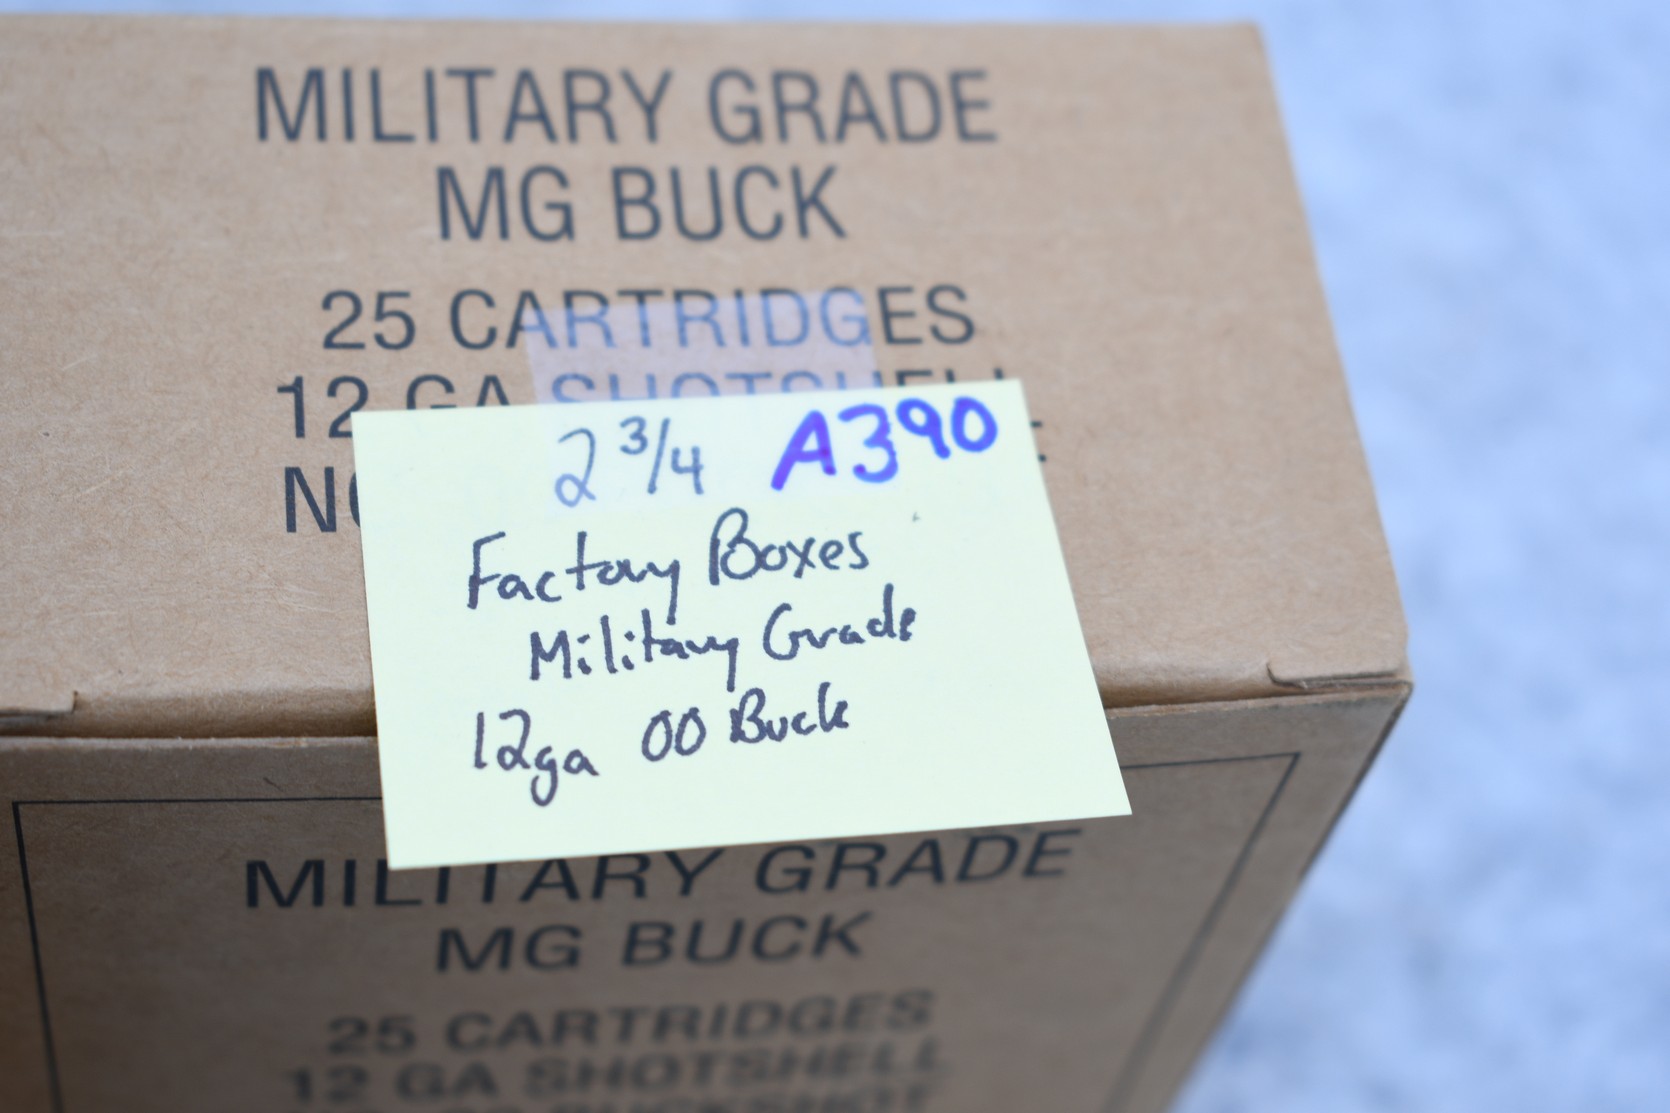 MILITARY GRADE
MG BUCK
25 CARTRIDGES
12 GA SHOTSHELL
2 3/4 A390
Factory Boxes
Military Grade
12ga 00 Buck
MILITARY GRADE
MG BUCK
25 CARTRIDGES
12 GA SHOTSHELL